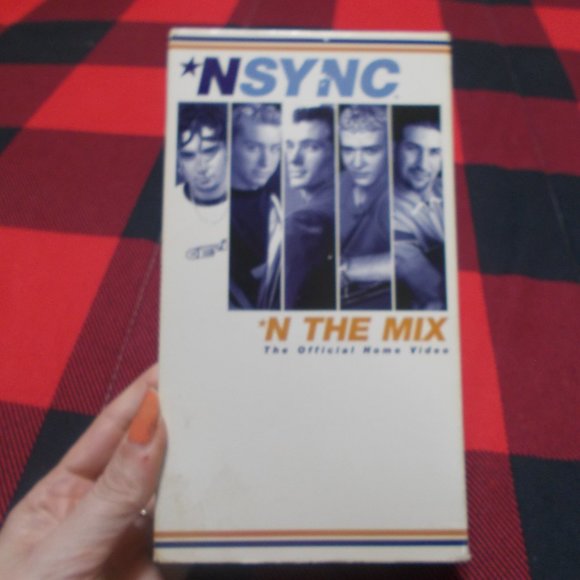 *NSYNC
*N THE MIX
The Official Home Video